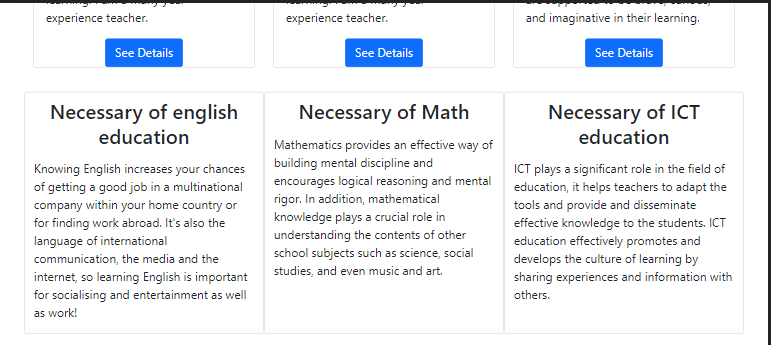 experience teacher.
experience teacher.
and imaginative in their learning.
See Details
See Details
See Details
Necessary of english
education
Knowing English increases your chances
of getting a good job in a multinational
company within your home country or
for finding work abroad. It's also the
language of international
communication, the media and the
internet, so learning English is important
for socialising and entertainment as well
as work!
Necessary of Math
Mathematics provides an effective way of
building mental discipline and
encourages logical reasoning and mental
rigor. In addition, mathematical
knowledge plays a crucial role in
understanding the contents of other
school subjects such as science, social
studies, and even music and art.
Necessary of ICT
education
ICT plays a significant role in the field of
education, it helps teachers to adapt the
tools and provide and disseminate
effective knowledge to the students. ICT
education effectively promotes and
develops the culture of learning by
sharing experiences and information with
others.